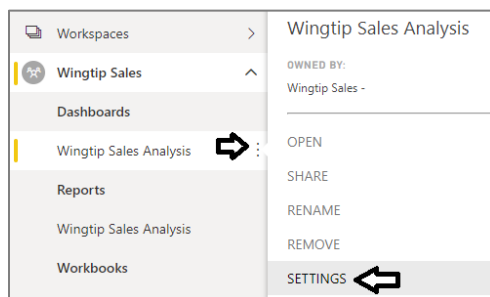 Workspaces
Wingtip Sales
Dashboards
Wingtip Sales Analysis
Reports
Wingtip Sales Analysis
Workbooks
Wingtip Sales Analysis
OWNED BY:
Wingtip Sales -
OPEN
SHARE
RENAME
REMOVE
SETTINGS